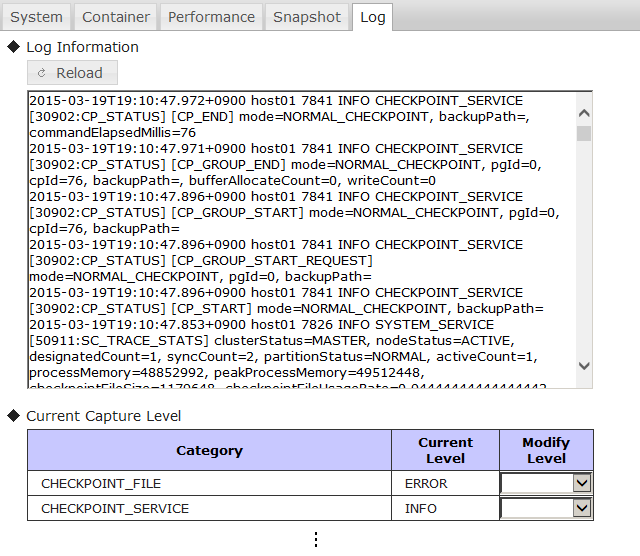 System Container Performance Snapshot Log
Log Information
Reload
2015-03-19T19:10:47.972+0900 host01 7841 INFO CHECKPOINT_SERVICE
[30902:CP_STATUS] [CP_END] mode=NORMAL_CHECKPOINT, backupPath=,
commandElapsedMillis=76
2015-03-19T19:10:47.971+0900 host01 7841 INFO CHECKPOINT_SERVICE
[30902:CP_STATUS] [CP_GROUP_END] mode=NORMAL_CHECKPOINT, pgId=0,
cpId=76, backupPath=, bufferAllocateCount=0, writeCount=0
2015-03-19T19:10:47.896+0900 host01 7841 INFO CHECKPOINT_SERVICE
[30902:CP_STATUS] [CP_GROUP_START] mode=NORMAL_CHECKPOINT, pgId=0,
cpId=76, backupPath=
2015-03-19T19:10:47.896+0900 host01 7841 INFO CHECKPOINT_SERVICE
[30902:CP_STATUS] [CP_GROUP_START_REQUEST]
mode=NORMAL_CHECKPOINT, pgId=0, backupPath=
2015-03-19T19:10:47.896+0900 host01 7841 INFO CHECKPOINT_SERVICE
[30902:CP_STATUS] [CP_START] mode=NORMAL_CHECKPOINT, backupPath=
2015-03-19T19:10:47.853+0900 host01 7826 INFO SYSTEM_SERVICE
[50911:SC_TRACE_STATS] clusterStatus=MASTER, nodeStatus=ACTIVE,
designatedCount=1, syncCount=2, partitionStatus=NORMAL, activeCount=1,
processMemory=48852992, peakProcessMemory=49512448,
checkpointFileSize=1179648, checkpointFileUsageRate=0.04444444444444442
Current Capture Level
Category Current Level Modify Level
CHECKPOINT_FILE ERROR
CHECKPOINT_SERVICE INFO